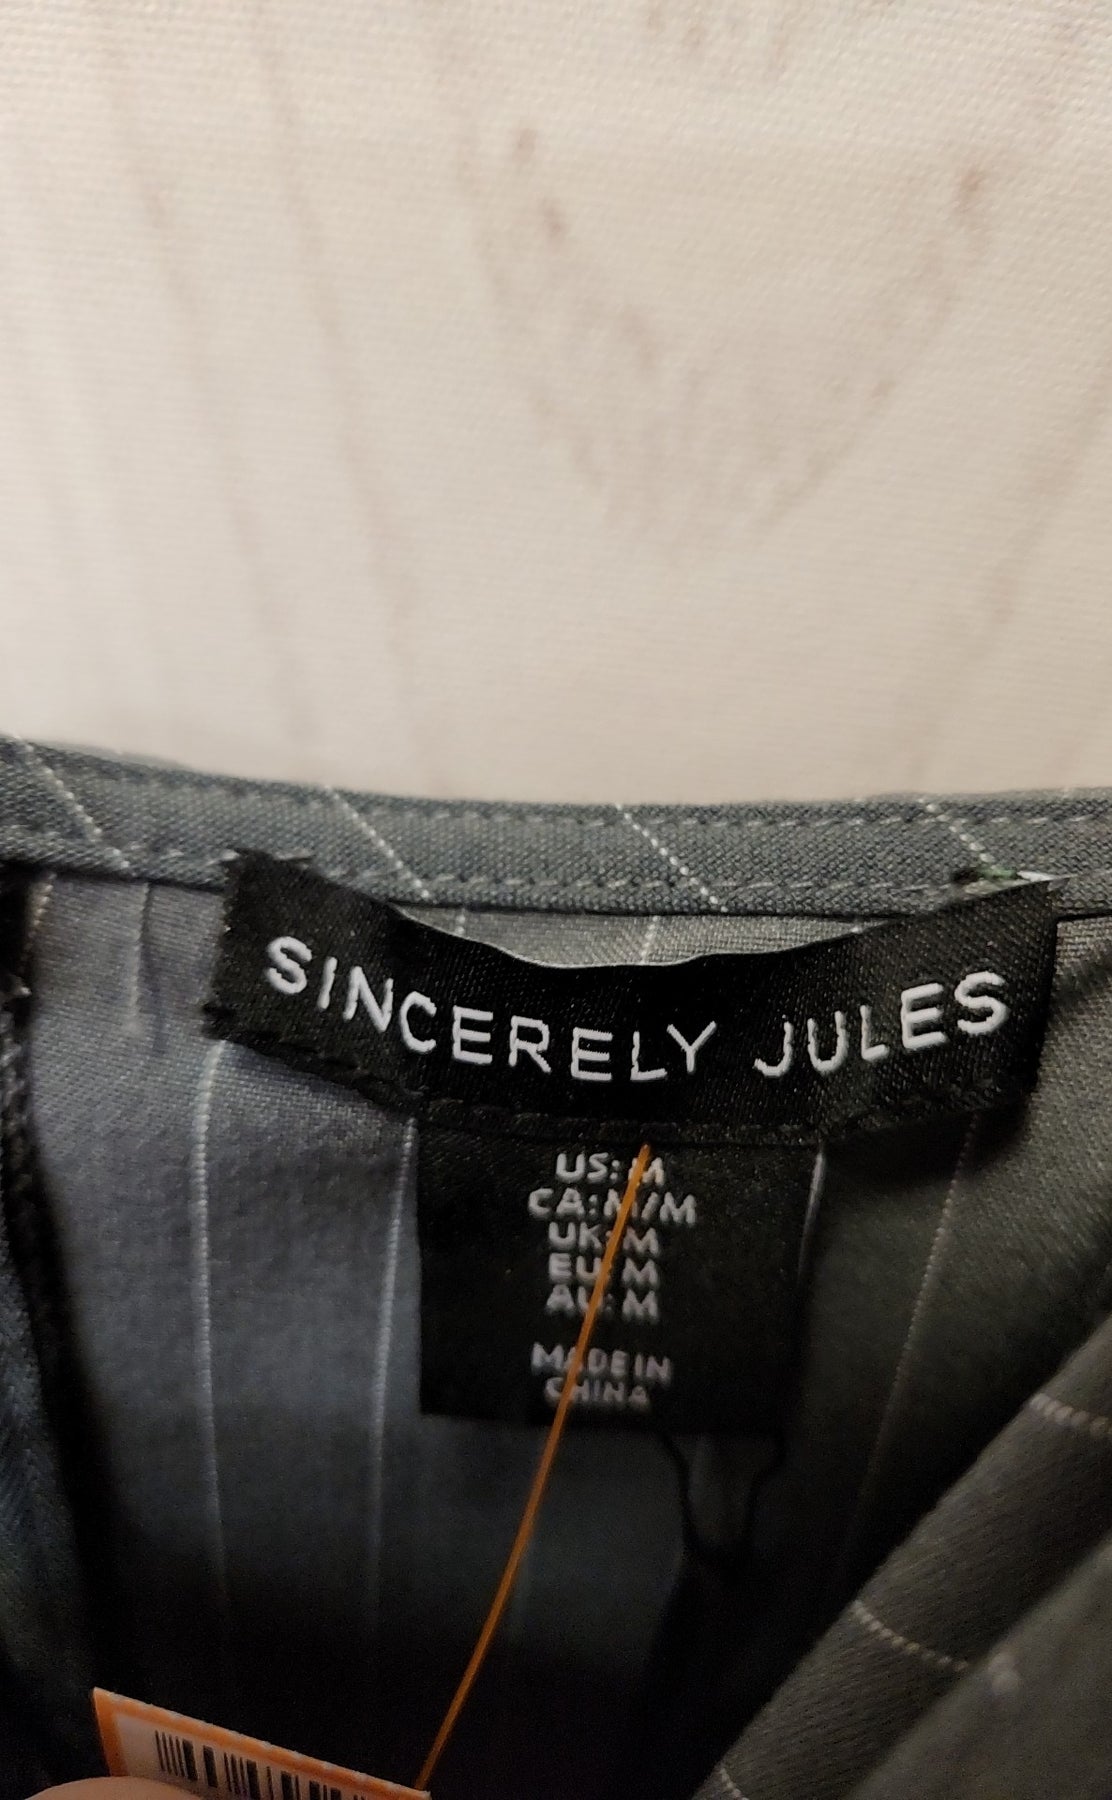 SINCERELY JULES
US: M
CA: M/M
UK: M
EU: M
AU: M
MADE IN
CHINA